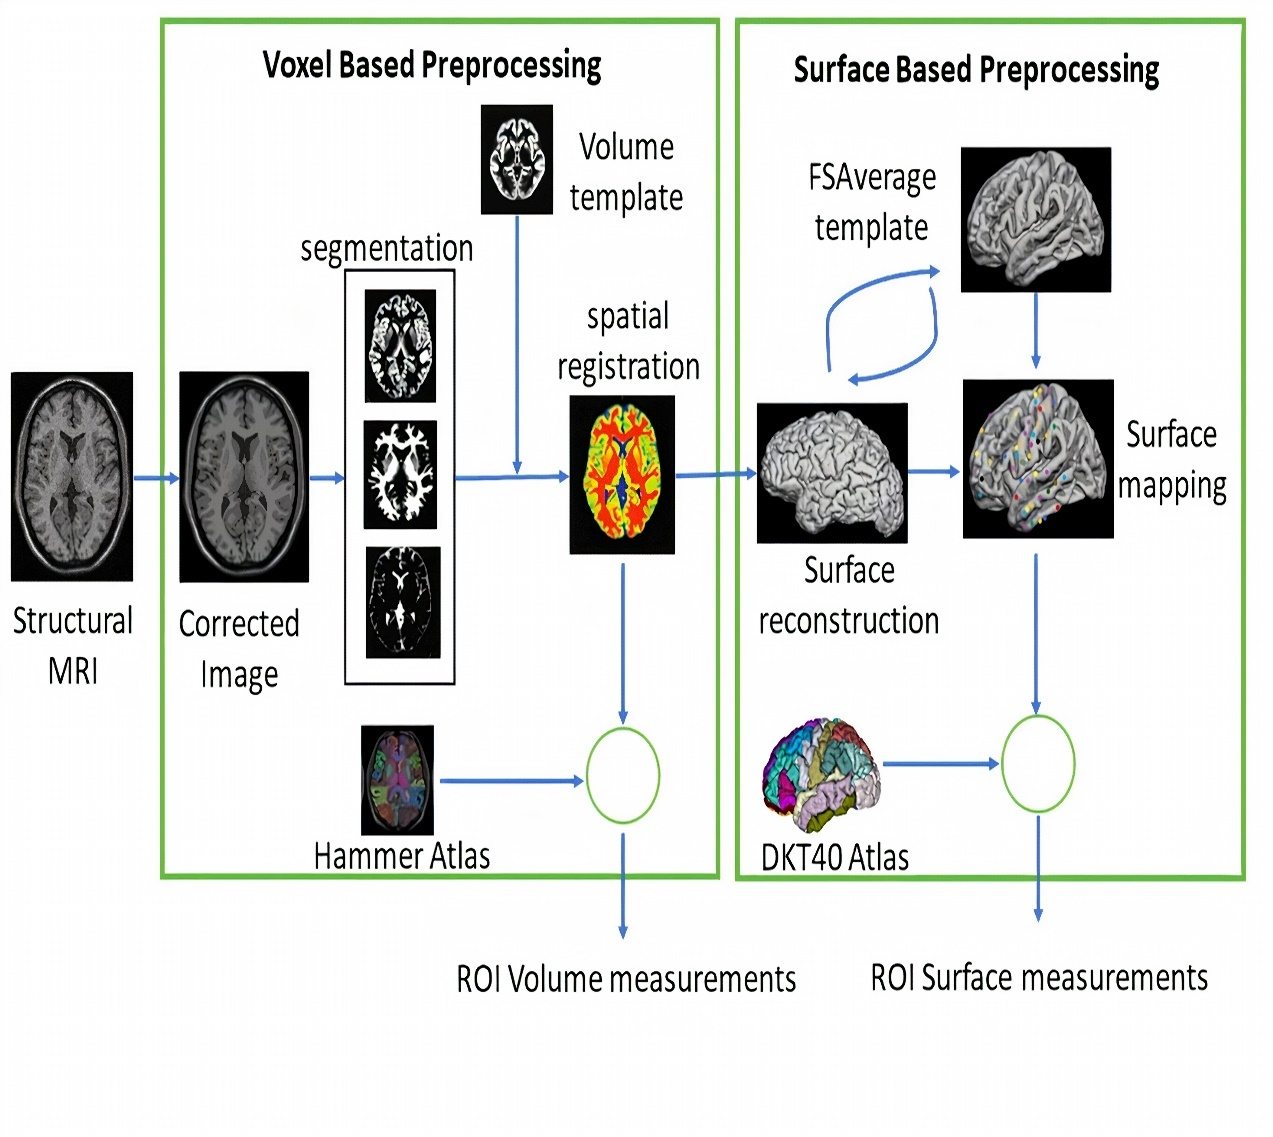 Voxel Based Preprocessing
Surface Based Preprocessing
Volume
template
FSAverage
template
segmentation
spatial
registration
Surface
mapping
Structural
MRI
Corrected
Image
Surface
reconstruction
Hammer Atlas
DKT40 Atlas
ROI Volume measurements
ROI Surface measurements